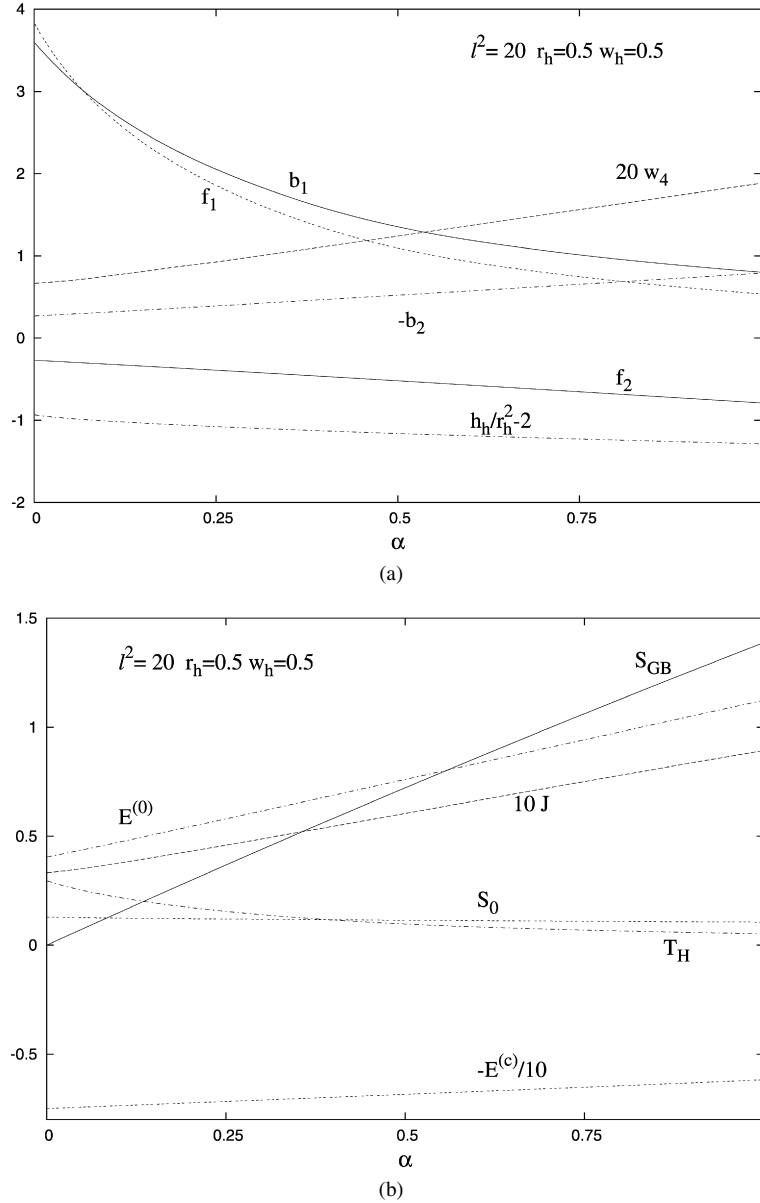 4
l²= 20 r_h=0.5 w_h=0.5
3
2
b₁
20 w₄
f₁
1
-b₂
0
f₂
-1
h_h/r_h²-2
-2
0 0.25 0.5 0.75
α
(a)
1.5
l²= 20 r_h=0.5 w_h=0.5
S_GB
1
E⁽⁰⁾
10 J
0.5
S₀
0
T_H
-0.5
-E⁽ᶜ⁾/10
0 0.25 0.5 0.75
α
(b)